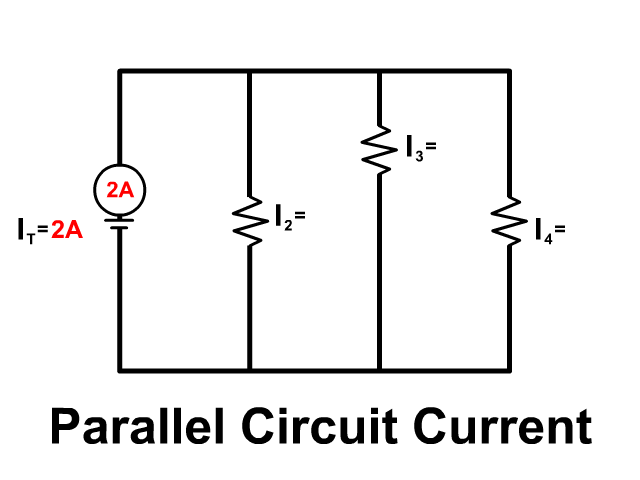 I3=
2A
I2=
IT=2A
I4=
Parallel Circuit Current